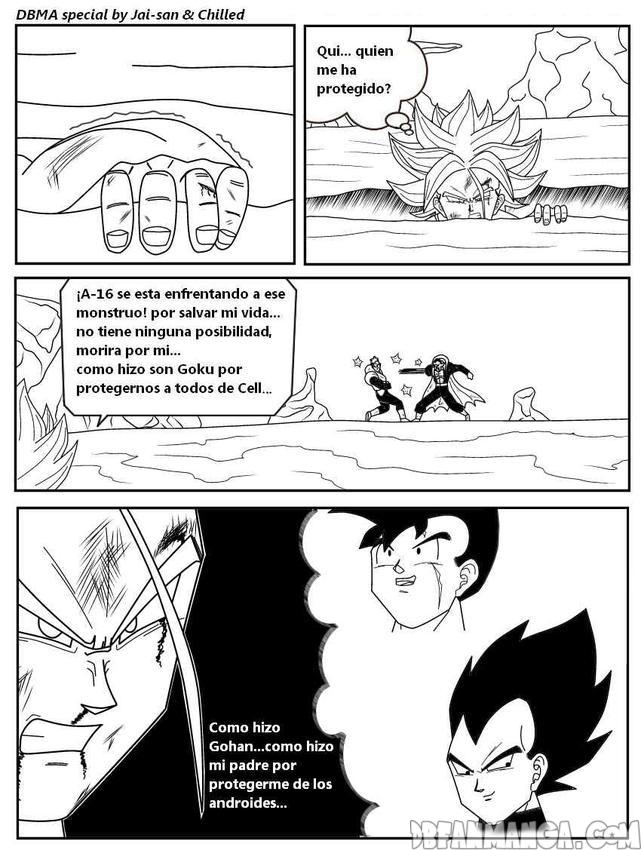 DBMA special by Jai-san & Chilled
Qui... quien
me ha
protegido?
¡A-16 se esta enfrentando a ese
monstruo! por salvar mi vida...
no tiene ninguna posibilidad,
morira por mi...
como hizo son Goku por
protegernos a todos de Cell...
Como hizo
Gohan...como hizo
mi padre por
protegerme de los
androides...
DBFANMANGA.COM